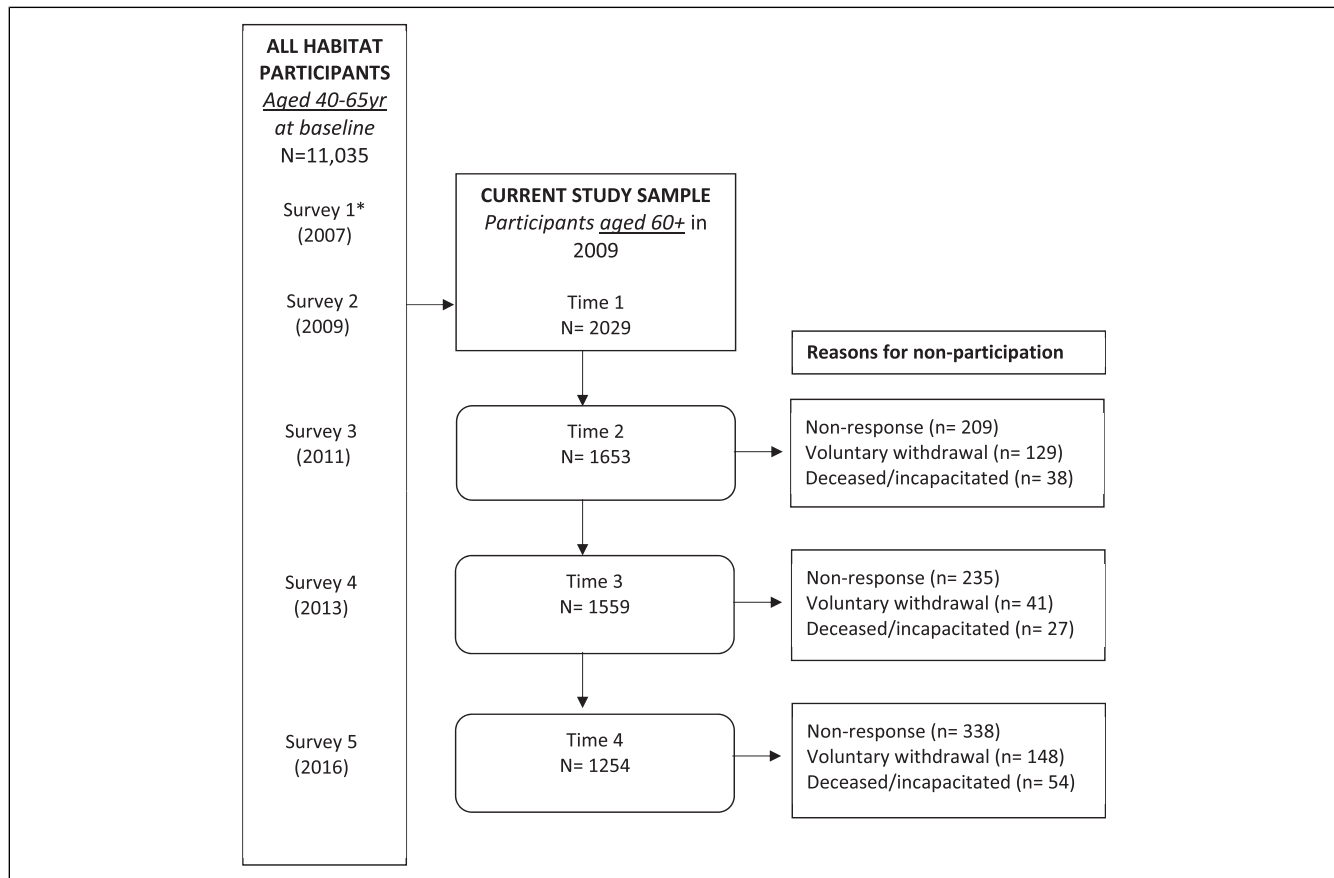 ALL HABITAT
PARTICIPANTS
Aged 40-65yr
at baseline
N=11,035
Survey 1*
(2007)
Survey 2
(2009)
Survey 3
(2011)
Survey 4
(2013)
Survey 5
(2016)
CURRENT STUDY SAMPLE
Participants aged 60+ in
2009
Time 1
N= 2029
Time 2
N= 1653
Time 3
N= 1559
Time 4
N= 1254
Reasons for non-participation
Non-response (n= 209)
Voluntary withdrawal (n= 129)
Deceased/incapacitated (n= 38)
Non-response (n= 235)
Voluntary withdrawal (n= 41)
Deceased/incapacitated (n= 27)
Non-response (n= 338)
Voluntary withdrawal (n= 148)
Deceased/incapacitated (n= 54)